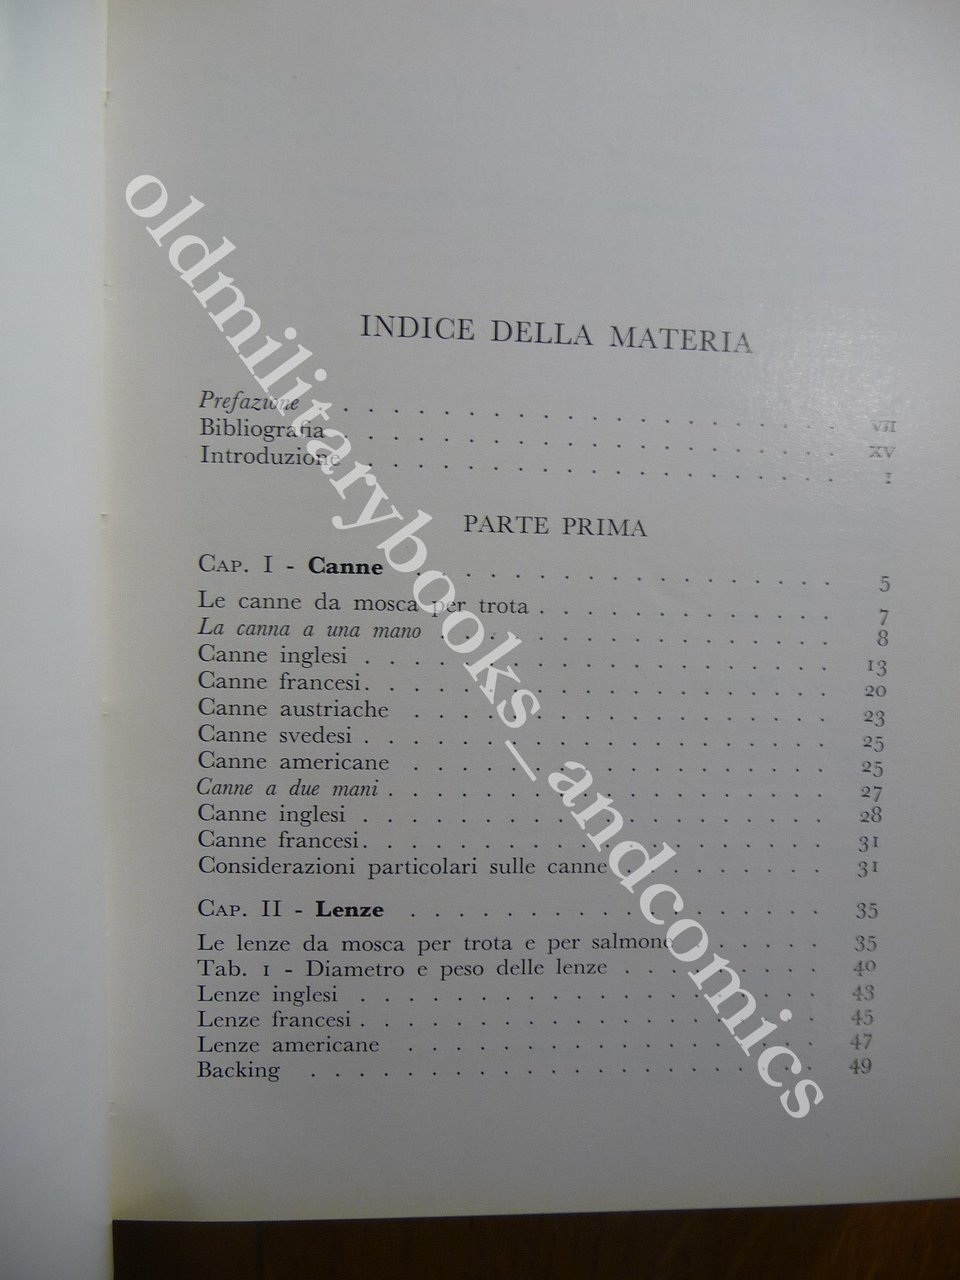 INDICE DELLA MATERIA
Prefazione . . . . . . . . . . . . . . . . . . . . . VII
Bibliografia . . . . . . . . . . . . . . . . . . . . . XV
Introduzione . . . . . . . . . . . . . . . . . . . . 1
PARTE PRIMA
CAP. I - Canne . . . . . . . . . . . . . . . . . . 5
Le canne da mosca per trota . . . . . . . . . . . . . 7
La canna a una mano . . . . . . . . . . . . . . . . . 8
Canne inglesi . . . . . . . . . . . . . . . . . . . . 13
Canne francesi . . . . . . . . . . . . . . . . . . . . 20
Canne austriache . . . . . . . . . . . . . . . . . . 23
Canne svedesi . . . . . . . . . . . . . . . . . . . . 25
Canne americane . . . . . . . . . . . . . . . . . . 25
Canne a due mani . . . . . . . . . . . . . . . . . . . 27
Canne inglesi . . . . . . . . . . . . . . . . . . . . 28
Canne francesi . . . . . . . . . . . . . . . . . . . . 31
Considerazioni particolari sulle canne . . . . . . . . . 31
CAP. II - Lenze . . . . . . . . . . . . . . . . . . 35
Le lenze da mosca per trota e per salmone . . . . . . 35
Tab. 1 - Diametro e peso delle lenze . . . . . . . . . 40
Lenze inglesi . . . . . . . . . . . . . . . . . . . . 43
Lenze francesi . . . . . . . . . . . . . . . . . . . . 45
Lenze americane . . . . . . . . . . . . . . . . . . 47
Backing . . . . . . . . . . . . . . . . . . . . . . 49
oldmilitarybooks_andcomics